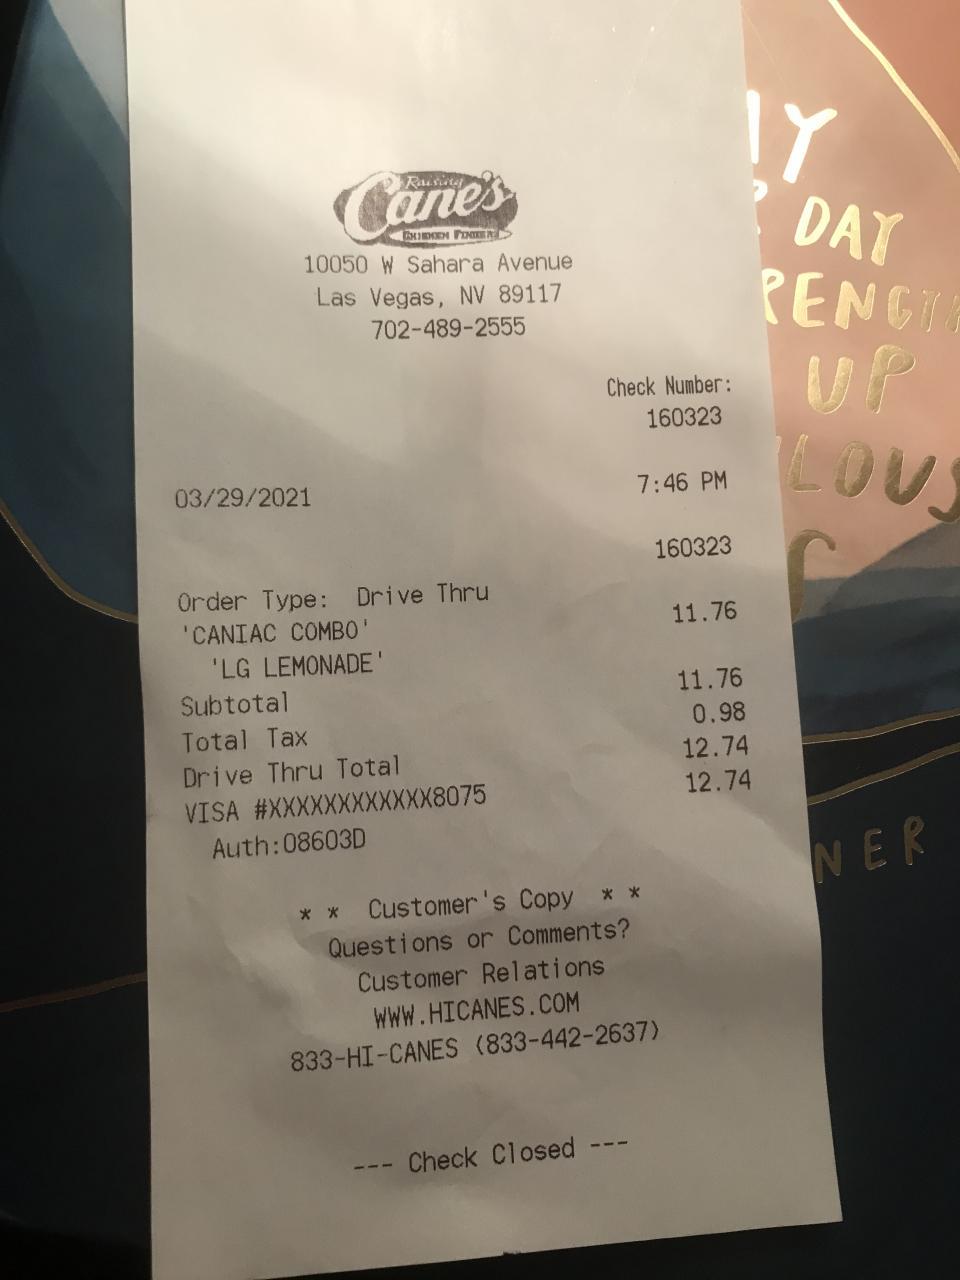 Raising
Cane's
CHICKEN FINGERS
10050 W Sahara Avenue
Las Vegas, NV 89117
702-489-2555
Check Number:
160323
03/29/2021 7:46 PM
160323
Order Type: Drive Thru
'CANIAC COMBO' 11.76
'LG LEMONADE'
Subtotal 11.76
Total Tax 0.98
Drive Thru Total 12.74
VISA #XXXXXXXXXXXX8075 12.74
Auth:08603D
* * Customer's Copy * *
Questions or Comments?
Customer Relations
WWW.HICANES.COM
833-HI-CANES (833-442-2637)
--- Check Closed ---
DAY
UP